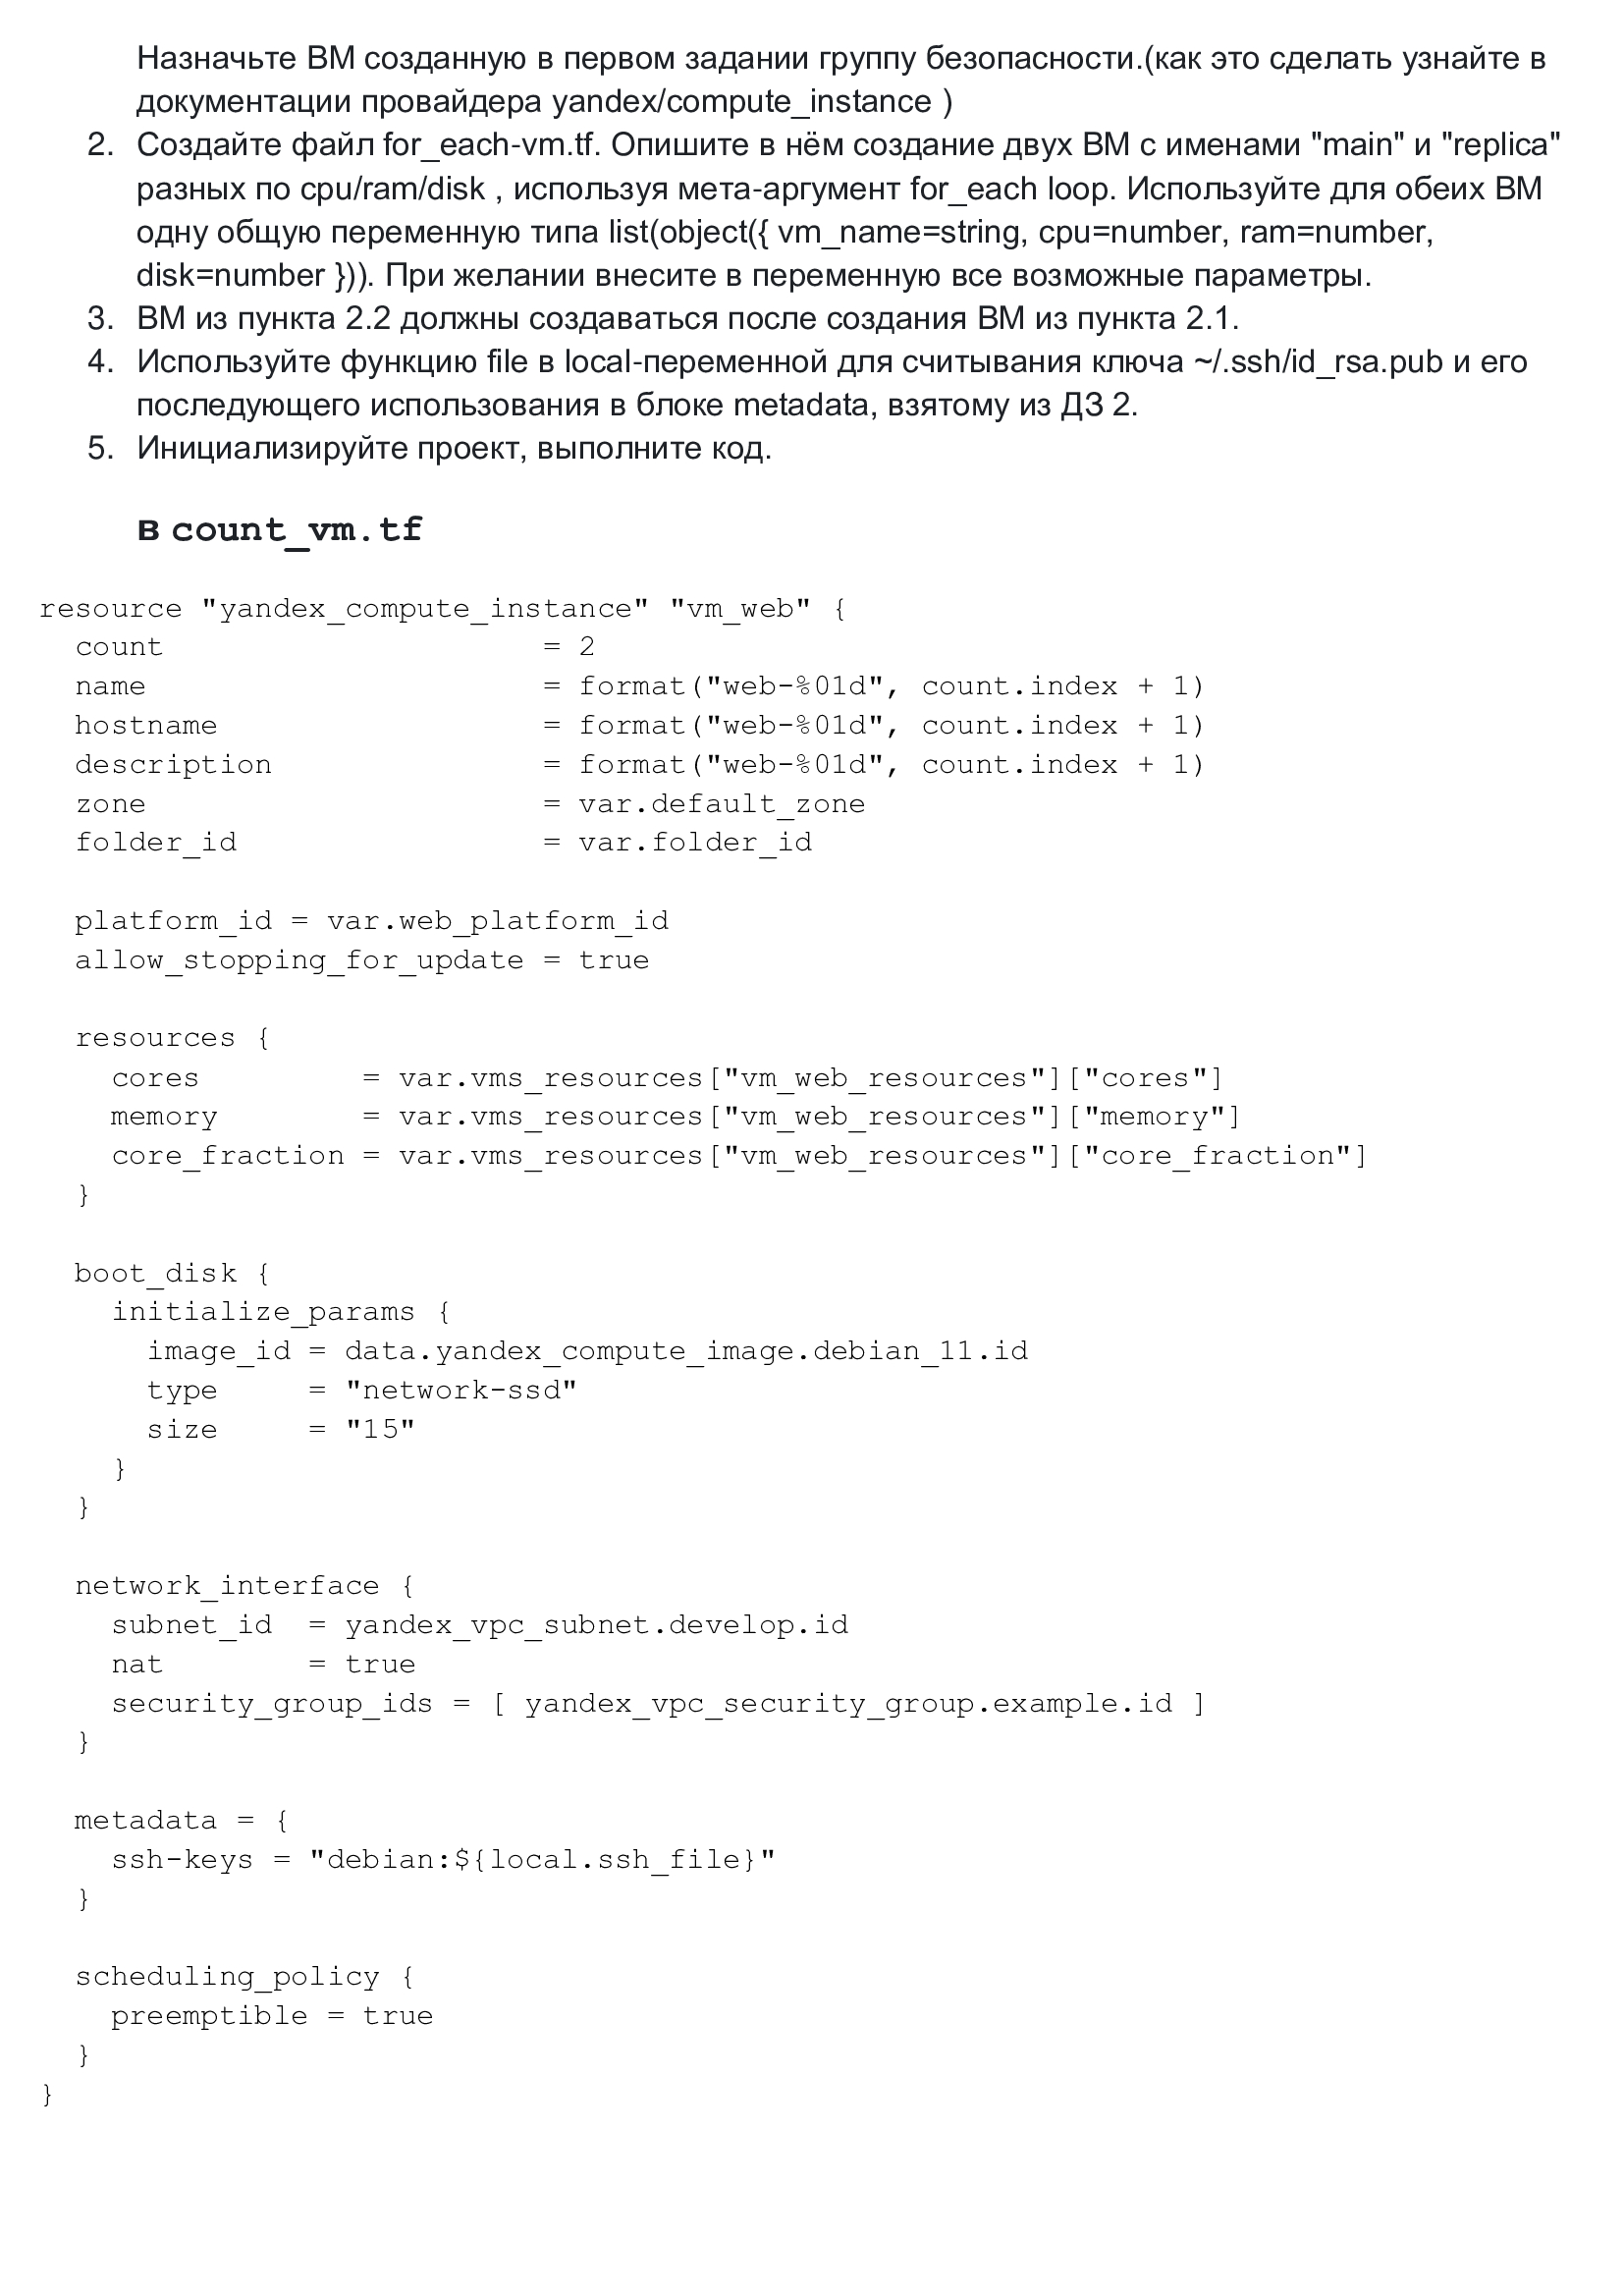 Назначьте ВМ созданную в первом задании группу безопасности.(как это сделать узнайте в
документации провайдера yandex/compute_instance )
2. Создайте файл for_each-vm.tf. Опишите в нём создание двух ВМ с именами "main" и "replica"
разных по cpu/ram/disk , используя мета-аргумент for_each loop. Используйте для обеих ВМ
одну общую переменную типа list(object({ vm_name=string, cpu=number, ram=number,
disk=number })). При желании внесите в переменную все возможные параметры.
3. ВМ из пункта 2.2 должны создаваться после создания ВМ из пункта 2.1.
4. Используйте функцию file в local-переменной для считывания ключа ~/.ssh/id_rsa.pub и его
последующего использования в блоке metadata, взятому из ДЗ 2.
5. Инициализируйте проект, выполните код.
в count_vm.tf
resource "yandex_compute_instance" "vm_web" {
  count                     = 2
  name                      = format("web-%01d", count.index + 1)
  hostname                  = format("web-%01d", count.index + 1)
  description               = format("web-%01d", count.index + 1)
  zone                      = var.default_zone
  folder_id                 = var.folder_id

  platform_id = var.web_platform_id
  allow_stopping_for_update = true

  resources {
    cores         = var.vms_resources["vm_web_resources"]["cores"]
    memory        = var.vms_resources["vm_web_resources"]["memory"]
    core_fraction = var.vms_resources["vm_web_resources"]["core_fraction"]
  }

  boot_disk {
    initialize_params {
      image_id = data.yandex_compute_image.debian_11.id
      type     = "network-ssd"
      size     = "15"
    }
  }

  network_interface {
    subnet_id  = yandex_vpc_subnet.develop.id
    nat        = true
    security_group_ids = [ yandex_vpc_security_group.example.id ]
  }

  metadata = {
    ssh-keys = "debian:${local.ssh_file}"
  }

  scheduling_policy {
    preemptible = true
  }
}